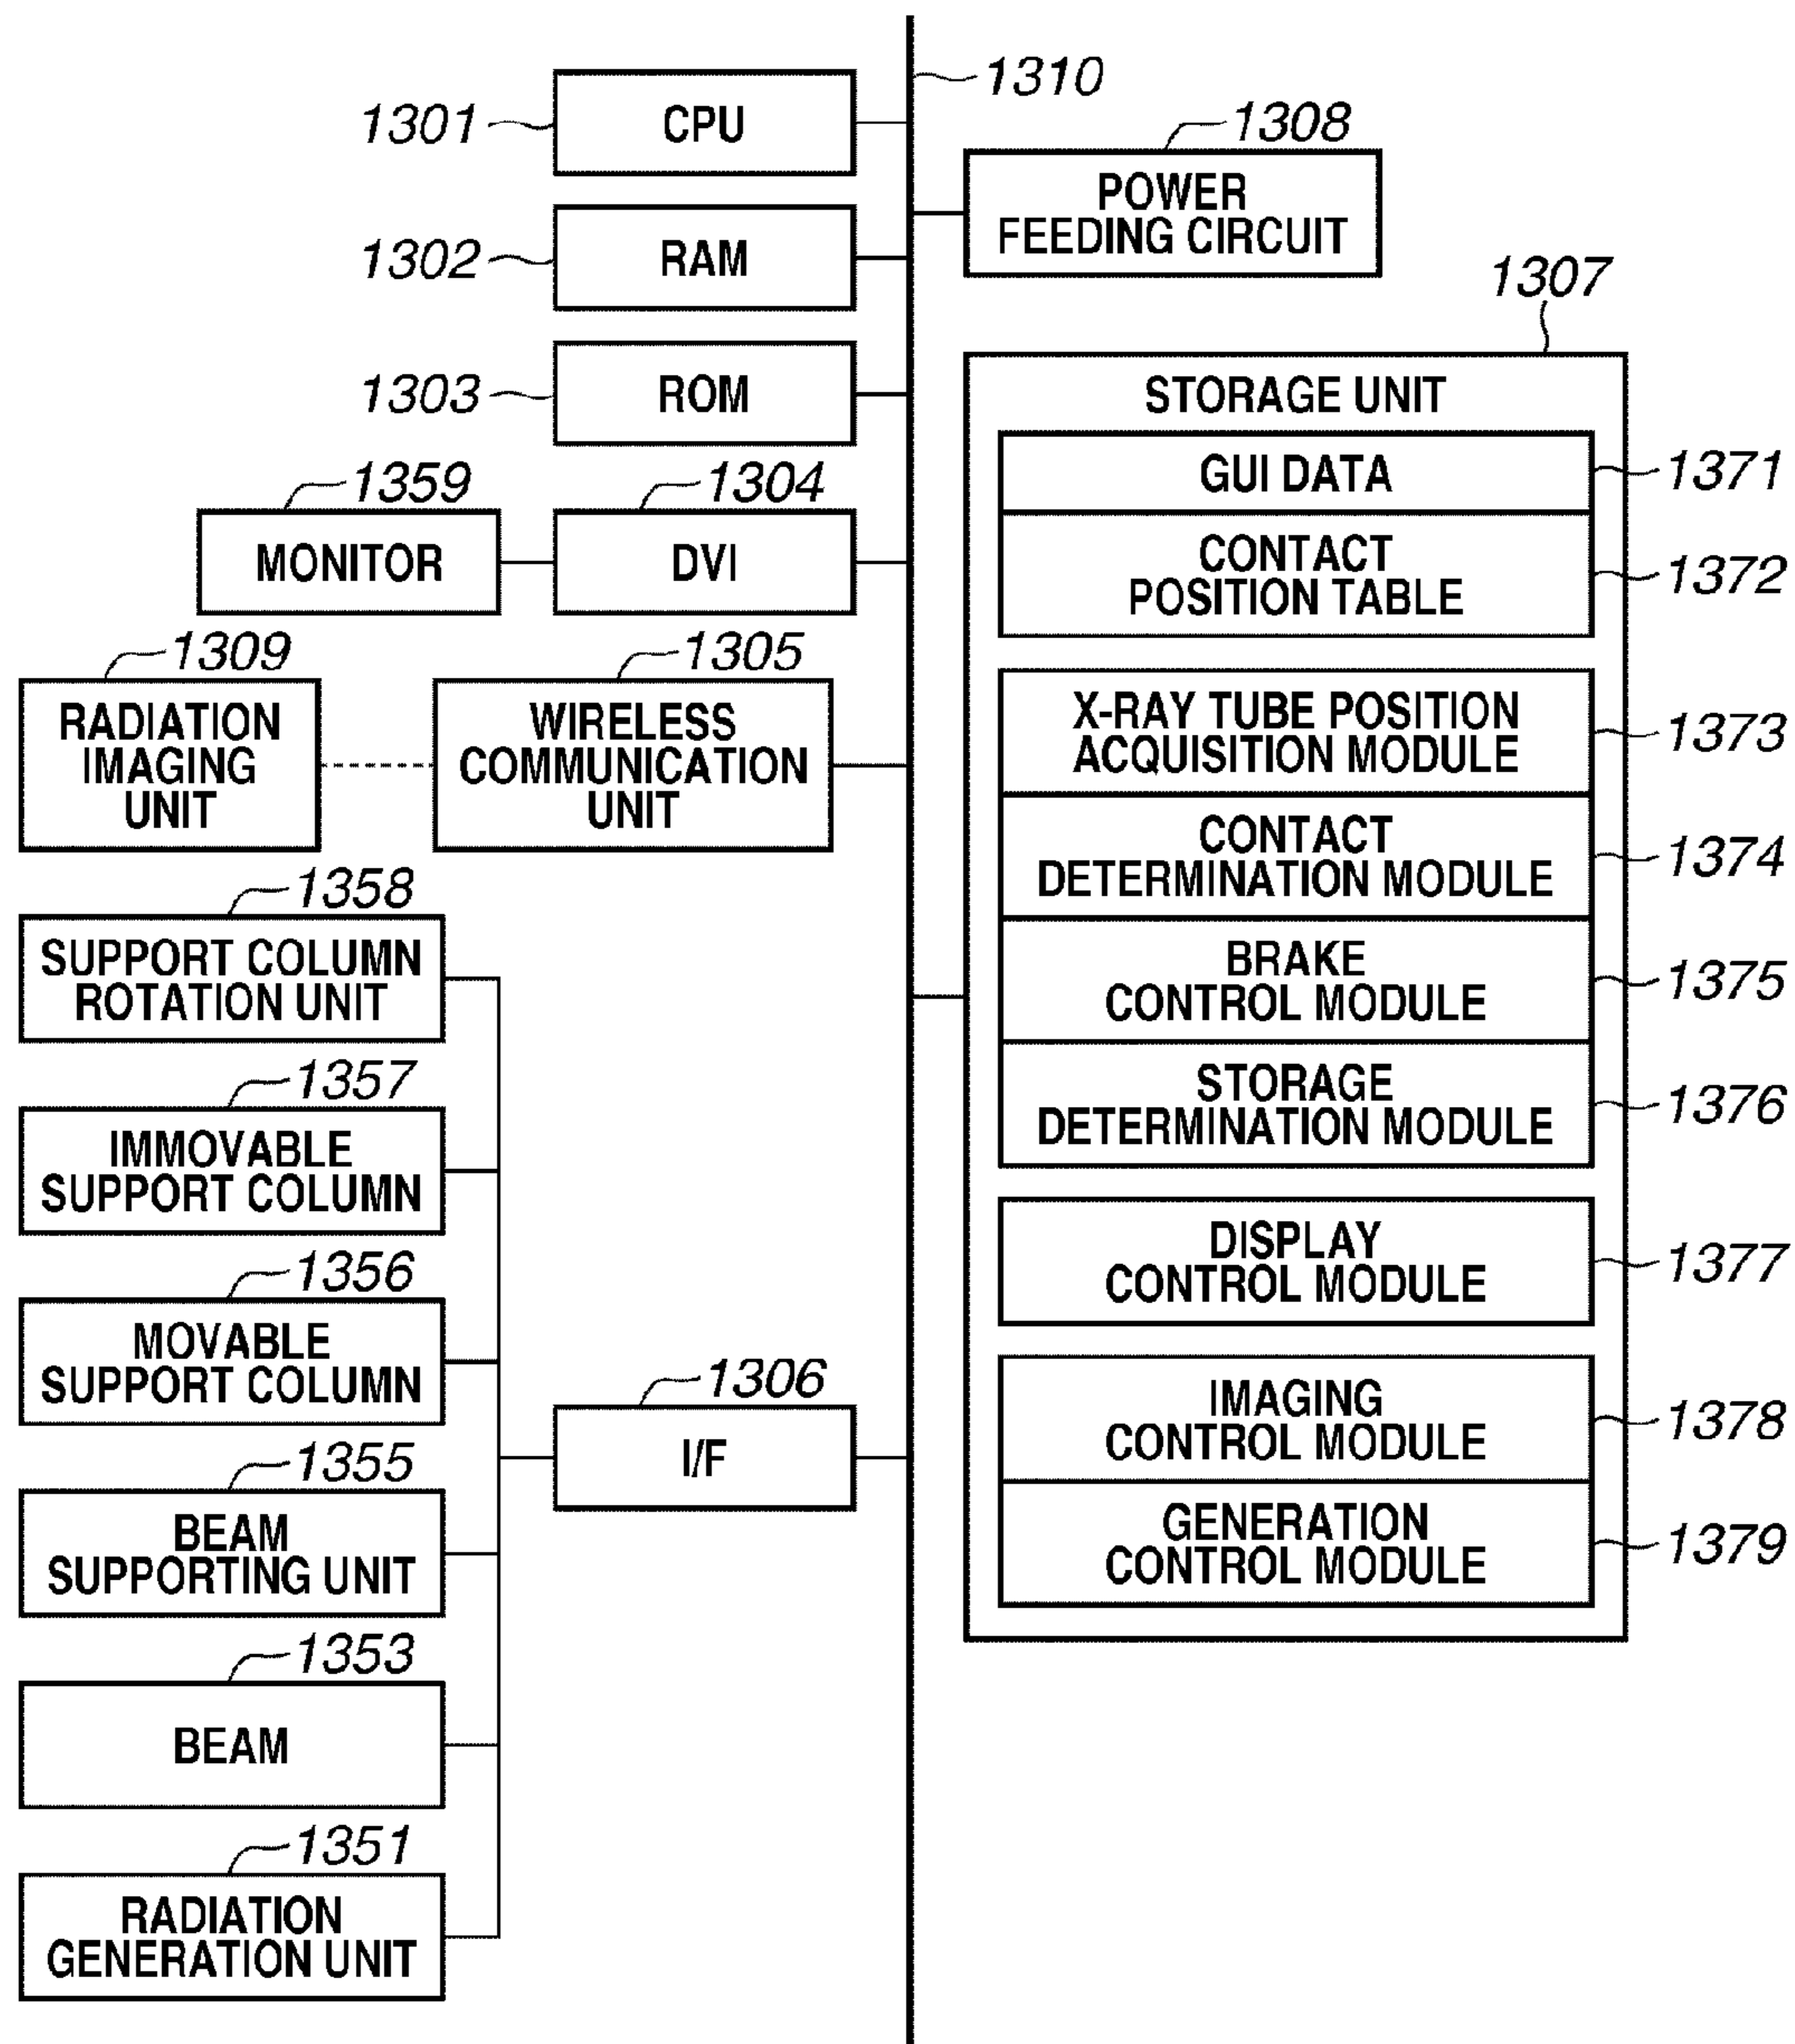 1310
1301
CPU
1308
POWER
FEEDING CIRCUIT
1302
RAM
1307
1303
ROM
STORAGE UNIT
GUI DATA
1371
1359
1304
MONITOR
DVI
CONTACT
POSITION TABLE
1372
1309
1305
RADIATION
IMAGING
UNIT
WIRELESS
COMMUNICATION
UNIT
X-RAY TUBE POSITION
ACQUISITION MODULE
1373
CONTACT
DETERMINATION MODULE
1374
1358
SUPPORT COLUMN
ROTATION UNIT
BRAKE
CONTROL MODULE
1375
1357
IMMOVABLE
SUPPORT COLUMN
STORAGE
DETERMINATION MODULE
1376
1356
MOVABLE
SUPPORT COLUMN
DISPLAY
CONTROL MODULE
1377
1306
I/F
IMAGING
CONTROL MODULE
1378
1355
BEAM
SUPPORTING UNIT
GENERATION
CONTROL MODULE
1379
1353
BEAM
1351
RADIATION
GENERATION UNIT